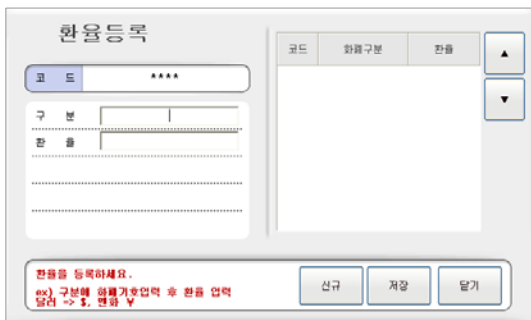 환율등록
코드 ****
구분
환율
코드 화폐구분 환율
▲
▼
환율을 등록하세요.
ex) 구분에 화폐기호입력 후 환율 입력
달러 => $, 엔화 ¥
신규 저장 닫기